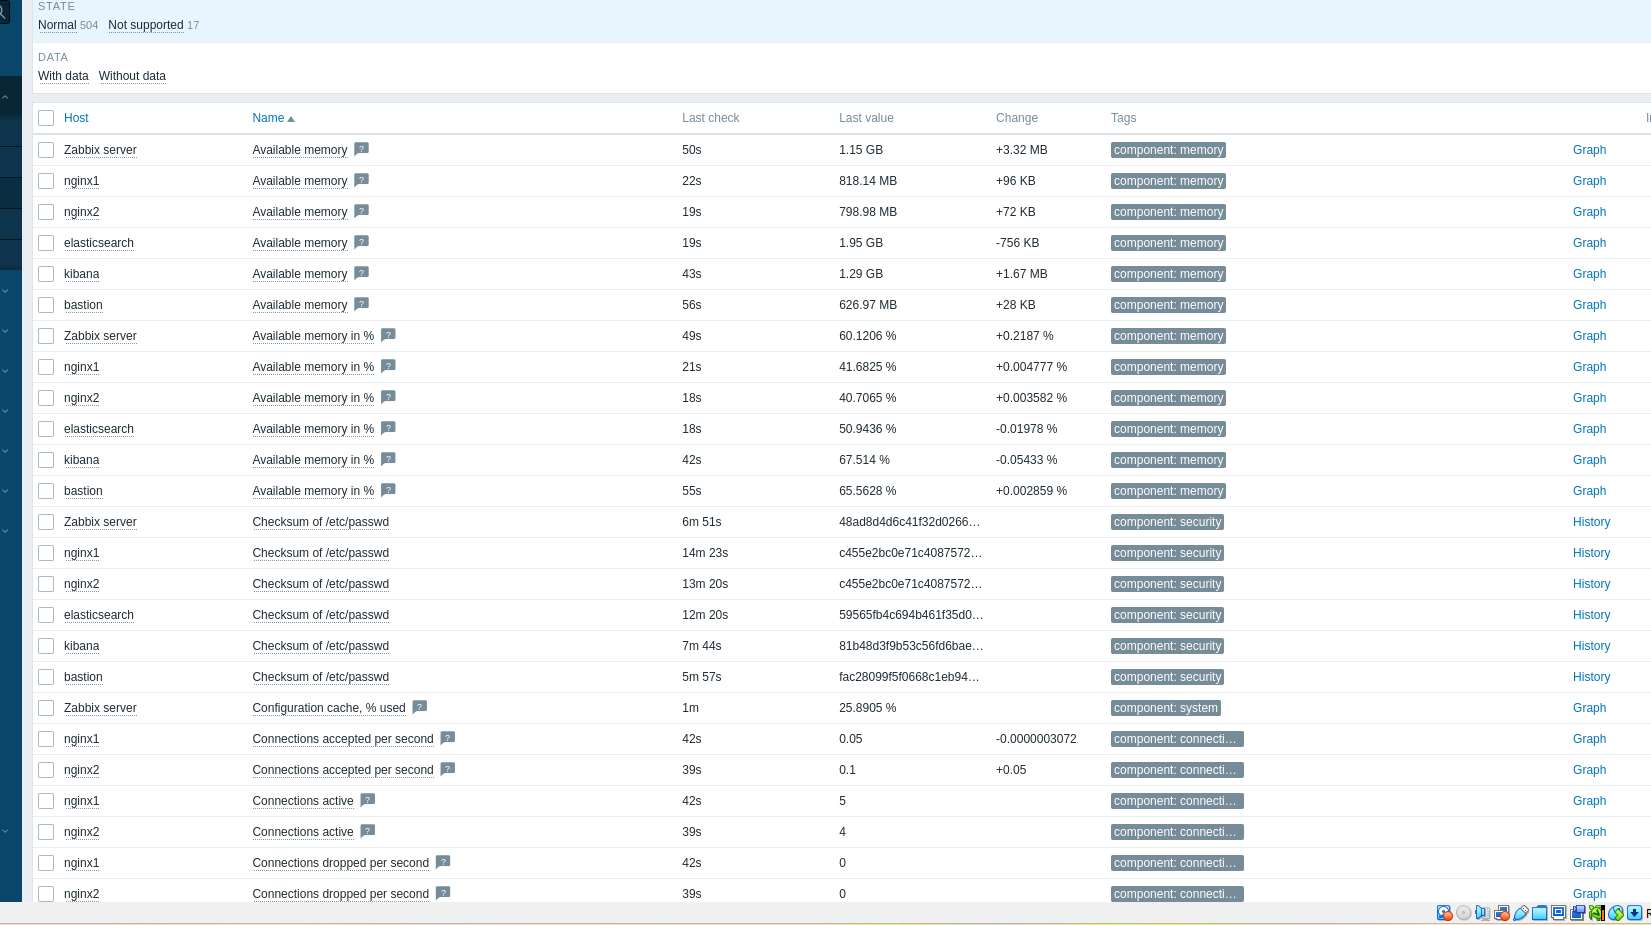 STATE
Normal 504 Not supported 17
DATA
With data Without data
Host Name Last check Last value Change Tags
Zabbix server Available memory ? 50s 1.15 GB +3.32 MB component: memory Graph
nginx1 Available memory ? 22s 818.14 MB +96 KB component: memory Graph
nginx2 Available memory ? 19s 798.98 MB +72 KB component: memory Graph
elasticsearch Available memory ? 19s 1.95 GB -756 KB component: memory Graph
kibana Available memory ? 43s 1.29 GB +1.67 MB component: memory Graph
bastion Available memory ? 56s 626.97 MB +28 KB component: memory Graph
Zabbix server Available memory in % ? 49s 60.1206 % +0.2187 % component: memory Graph
nginx1 Available memory in % ? 21s 41.6825 % +0.004777 % component: memory Graph
nginx2 Available memory in % ? 18s 40.7065 % +0.003582 % component: memory Graph
elasticsearch Available memory in % ? 18s 50.9436 % -0.01978 % component: memory Graph
kibana Available memory in % ? 42s 67.514 % -0.05433 % component: memory Graph
bastion Available memory in % ? 55s 65.5628 % +0.002859 % component: memory Graph
Zabbix server Checksum of /etc/passwd 6m 51s 48ad8d4d6c41f32d0266… component: security History
nginx1 Checksum of /etc/passwd 14m 23s c455e2bc0e71c4087572… component: security History
nginx2 Checksum of /etc/passwd 13m 20s c455e2bc0e71c4087572… component: security History
elasticsearch Checksum of /etc/passwd 12m 20s 59565fb4c694b461f35d0… component: security History
kibana Checksum of /etc/passwd 7m 44s 81b48d3f9b53c56fd6bae… component: security History
bastion Checksum of /etc/passwd 5m 57s fac28099f5f0668c1eb94… component: security History
Zabbix server Configuration cache, % used ? 1m 25.8905 % component: system Graph
nginx1 Connections accepted per second ? 42s 0.05 -0.0000003072 component: connecti… Graph
nginx2 Connections accepted per second ? 39s 0.1 +0.05 component: connecti… Graph
nginx1 Connections active ? 42s 5 component: connecti… Graph
nginx2 Connections active ? 39s 4 component: connecti… Graph
nginx1 Connections dropped per second ? 42s 0 component: connecti… Graph
nginx2 Connections dropped per second ? 39s 0 component: connecti… Graph